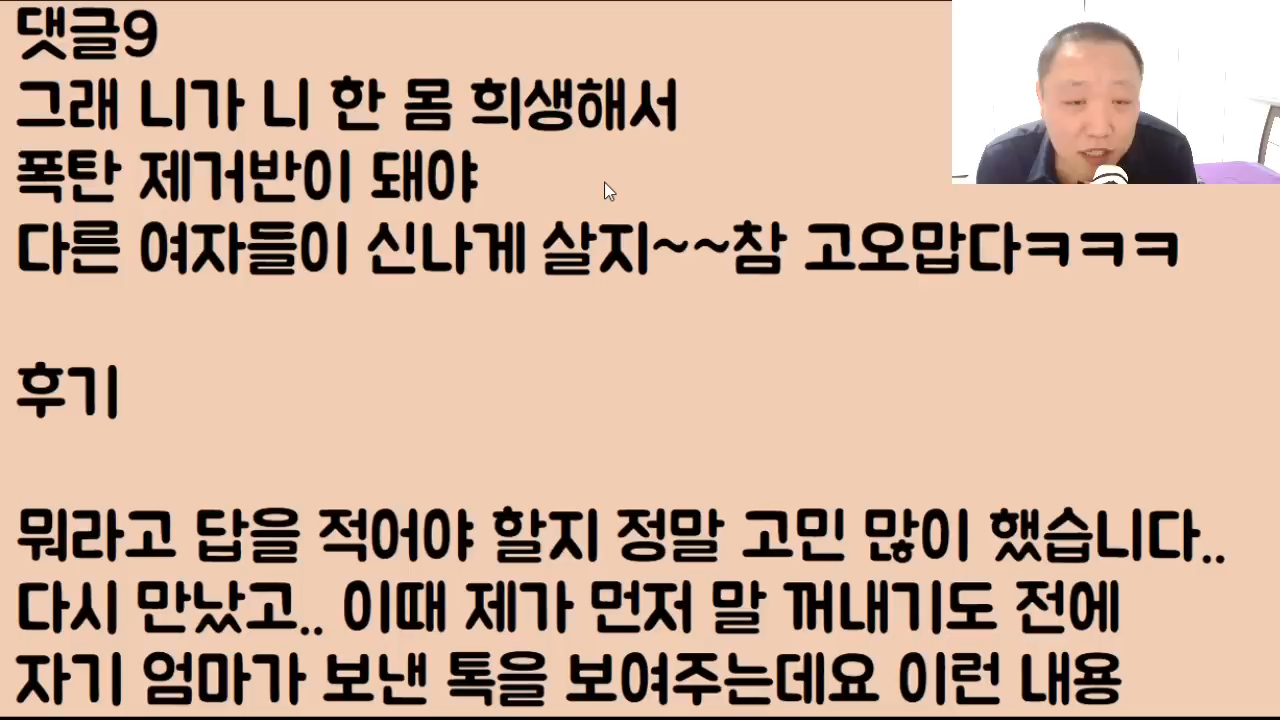 댓글9
그래 니가 니 한 몸 희생해서
폭탄 제거반이 돼야
다른 여자들이 신나게 살지~~참 고오맙다ㅋㅋㅋ
후기
뭐라고 답을 적어야 할지 정말 고민 많이 했습니다..
다시 만났고.. 이때 제가 먼저 말 꺼내기도 전에
자기 엄마가 보낸 톡을 보여주는데요 이런 내용